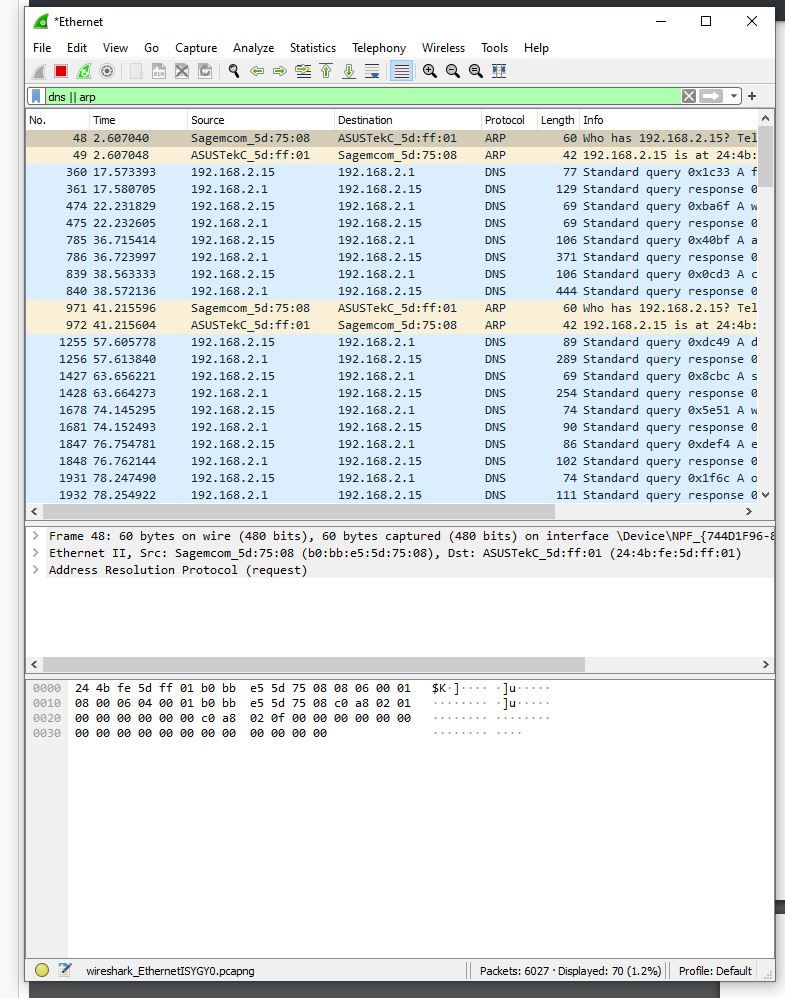 *Ethernet
File Edit View Go Capture Analyze Statistics Telephony Wireless Tools Help
dns || arp
No. Time Source Destination Protocol Length Info
48 2.607040 Sagemcom_5d:75:08 ASUSTekC_5d:ff:01 ARP 60 Who has 192.168.2.15? Tel
49 2.607048 ASUSTekC_5d:ff:01 Sagemcom_5d:75:08 ARP 42 192.168.2.15 is at 24:4b:
360 17.573393 192.168.2.15 192.168.2.1 DNS 77 Standard query 0x1c33 A f
361 17.580705 192.168.2.1 192.168.2.15 DNS 129 Standard query response 0
474 22.231829 192.168.2.15 192.168.2.1 DNS 69 Standard query 0xba6f A w
475 22.232605 192.168.2.1 192.168.2.15 DNS 69 Standard query response 0
785 36.715414 192.168.2.15 192.168.2.1 DNS 106 Standard query 0x40bf A a
786 36.723997 192.168.2.1 192.168.2.15 DNS 371 Standard query response 0
839 38.563333 192.168.2.15 192.168.2.1 DNS 106 Standard query 0x0cd3 A c
840 38.572136 192.168.2.1 192.168.2.15 DNS 444 Standard query response 0
971 41.215596 Sagemcom_5d:75:08 ASUSTekC_5d:ff:01 ARP 60 Who has 192.168.2.15? Tel
972 41.215604 ASUSTekC_5d:ff:01 Sagemcom_5d:75:08 ARP 42 192.168.2.15 is at 24:4b:
1255 57.605778 192.168.2.15 192.168.2.1 DNS 89 Standard query 0xdc49 A d
1256 57.613840 192.168.2.1 192.168.2.15 DNS 289 Standard query response 0
1427 63.656221 192.168.2.15 192.168.2.1 DNS 69 Standard query 0x8cbc A s
1428 63.664273 192.168.2.1 192.168.2.15 DNS 254 Standard query response 0
1678 74.145295 192.168.2.15 192.168.2.1 DNS 74 Standard query 0x5e51 A w
1681 74.152493 192.168.2.1 192.168.2.15 DNS 90 Standard query response 0
1847 76.754781 192.168.2.15 192.168.2.1 DNS 86 Standard query 0xdef4 A e
1848 76.762144 192.168.2.1 192.168.2.15 DNS 102 Standard query response 0
1931 78.247490 192.168.2.15 192.168.2.1 DNS 74 Standard query 0x1f6c A o
1932 78.254922 192.168.2.1 192.168.2.15 DNS 111 Standard query response 0
Frame 48: 60 bytes on wire (480 bits), 60 bytes captured (480 bits) on interface \Device\NPF_{744D1F96-8
Ethernet II, Src: Sagemcom_5d:75:08 (b0:bb:e5:5d:75:08), Dst: ASUSTekC_5d:ff:01 (24:4b:fe:5d:ff:01)
Address Resolution Protocol (request)
0000 24 4b fe 5d ff 01 b0 bb e5 5d 75 08 08 06 00 01 $K·]···· ·]u·····
0010 08 00 06 04 00 01 b0 bb e5 5d 75 08 c0 a8 02 01 ········ ·]u·····
0020 00 00 00 00 00 00 c0 a8 02 0f 00 00 00 00 00 00 ········ ········
0030 00 00 00 00 00 00 00 00 00 00 00 00 ········ ····
wireshark_EthernetISYGY0.pcapng Packets: 6027 · Displayed: 70 (1.2%) Profile: Default